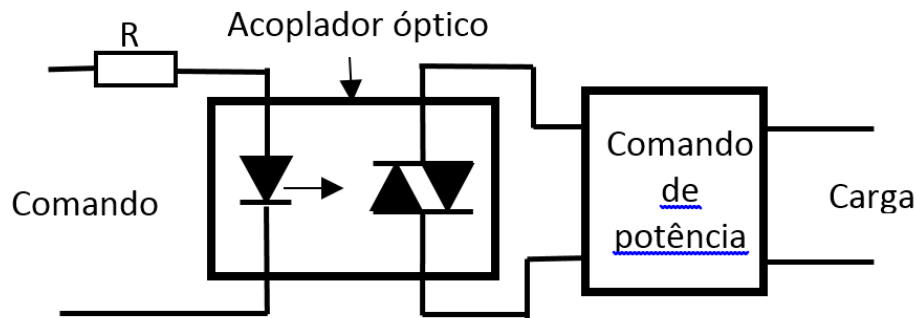 Acoplador óptico
R
Comando
Comando
de
potência
Carga